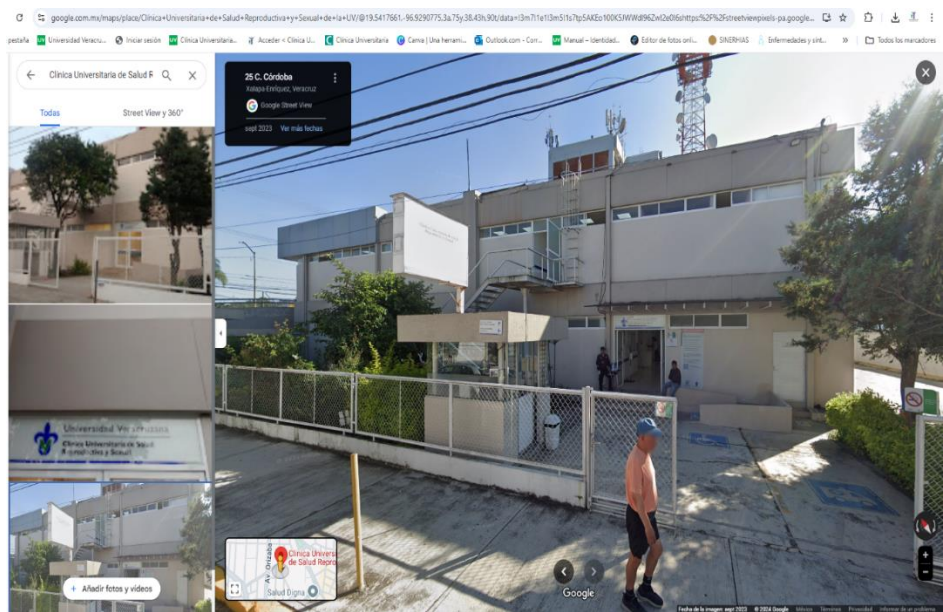 google.com.mx/maps/place/Clínica+Universitaria+de+Salud+Reproductiva+y+Sexual+de+la+UV/@19.5417661,-96.9290775,3a,75y,38.43h,90t/
pestaña
Universidad Veracru...
Iniciar sesión
Clínica Universitaria...
Acceder < Clínica U...
Clínica Universitaria
Canva | Una herrami...
Outlook.com - Corr...
Manual – Identidad...
Editor de fotos onli...
SINERHIAS
Enfermedades y sínt...
»
Todos los marcadores
Clínica Universitaria de Salud R
Todas
Street View y 360°
25 C. Córdoba
Xalapa-Enríquez, Veracruz
Google Street View
sept 2023 Ver más fechas
Universidad Veracruzana
Clínica Universitaria de Salud
Reproductiva y Sexual
+ Añadir fotos y vídeos
Av. Orizaba
Clínica Univers
de Salud Repro
Salud Digna
Google
Fecha de la imagen: sept 2023 © 2024 Google México Términos Privacidad Informar de un problema